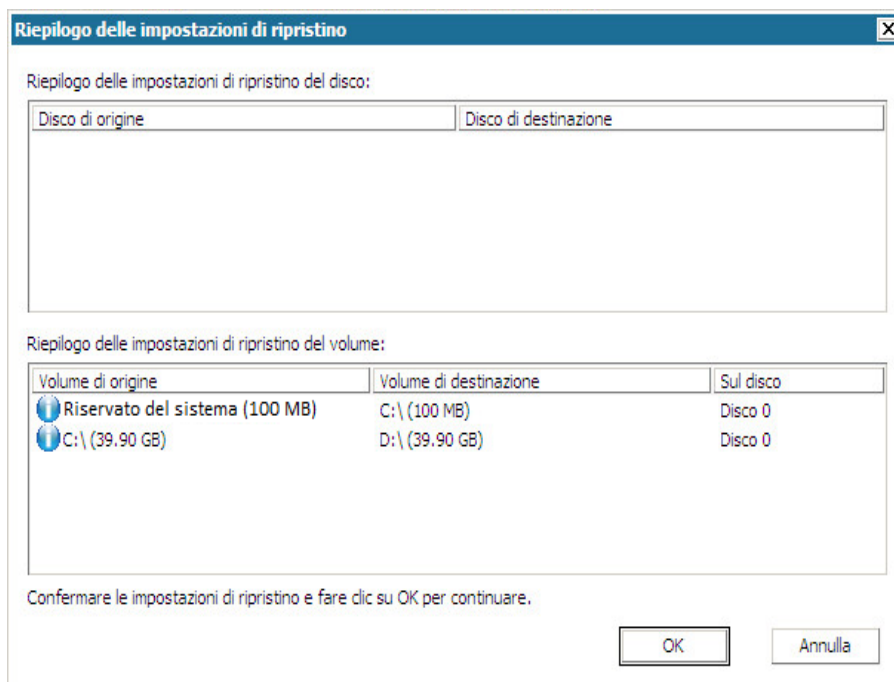 Riepilogo delle impostazioni di ripristino
Riepilogo delle impostazioni di ripristino del disco:
Disco di origine Disco di destinazione
Riepilogo delle impostazioni di ripristino del volume:
Volume di origine Volume di destinazione Sul disco
Riservato del sistema (100 MB) C:\ (100 MB) Disco 0
C:\ (39.90 GB) D:\ (39.90 GB) Disco 0
Confermare le impostazioni di ripristino e fare clic su OK per continuare.
OK Annulla